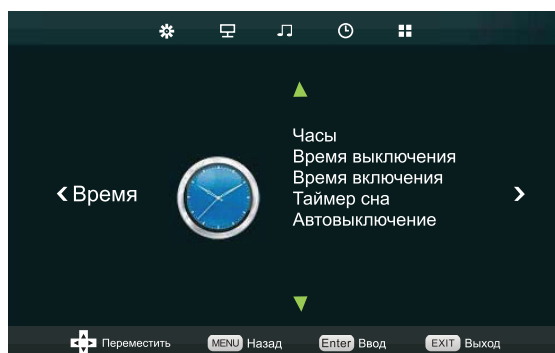 Часы
Время выключения
Время включения
Таймер сна
Автовыключение
Время
Переместить MENU Назад Enter Ввод EXIT Выход